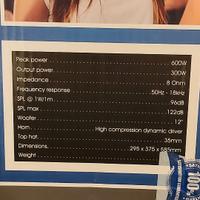 Peak power 600W
Output power 300W
Impedance 8 Ohm
Frequency response 50Hz - 18kHz
SPL @ 1W/1m 96dB
SPL max 122dB
Woofer 12"
Horn High compression dynamic driver
Top hat 35mm
Dimensions 295 x 375 x 585mm
Weight
100